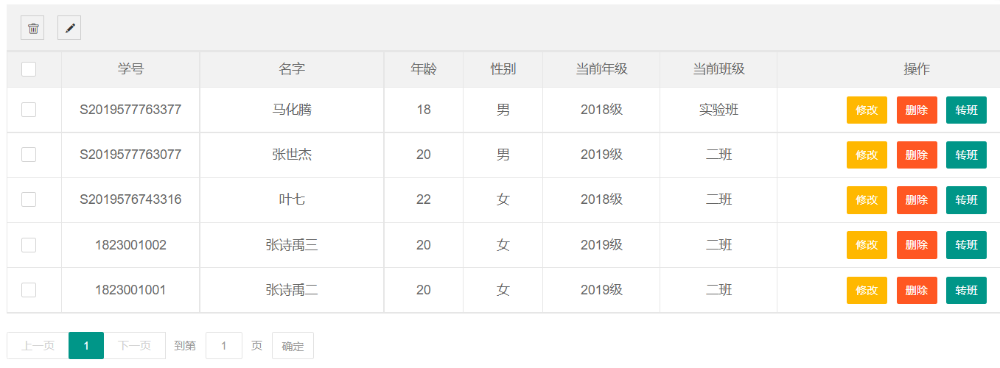 学号 名字 年龄 性别 当前年级 当前班级 操作
S2019577763377 马化腾 18 男 2018级 实验班 修改 删除 转班
S2019577763077 张世杰 20 男 2019级 二班 修改 删除 转班
S2019576743316 叶七 22 女 2018级 二班 修改 删除 转班
1823001002 张诗禹三 20 女 2019级 二班 修改 删除 转班
1823001001 张诗禹二 20 女 2019级 二班 修改 删除 转班
上一页 1 下一页 到第 1 页 确定